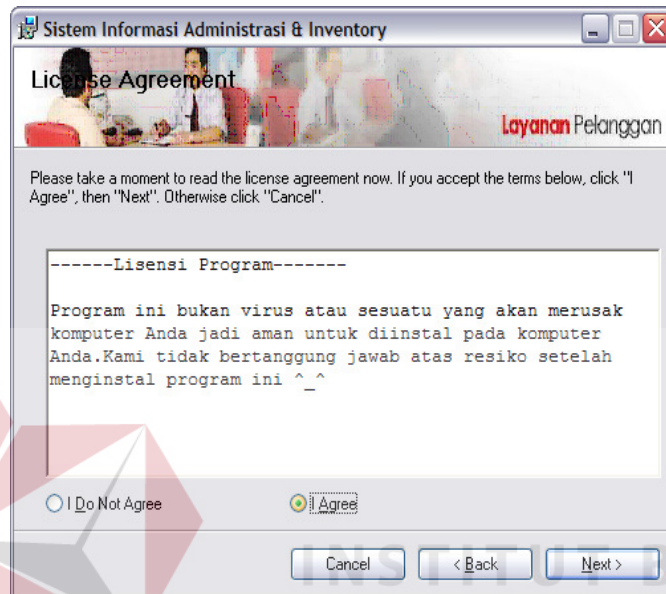 Sistem Informasi Administrasi & Inventory
License Agreement
Layanan Pelanggan
Please take a moment to read the license agreement now. If you accept the terms below, click "I
Agree", then "Next". Otherwise click "Cancel".
------Lisensi Program-------
Program ini bukan virus atau sesuatu yang akan merusak
komputer Anda jadi aman untuk diinstal pada komputer
Anda.Kami tidak bertanggung jawab atas resiko setelah
menginstal program ini ^_^
I Do Not Agree
I Agree
Cancel
< Back
Next >
INSTITUT B